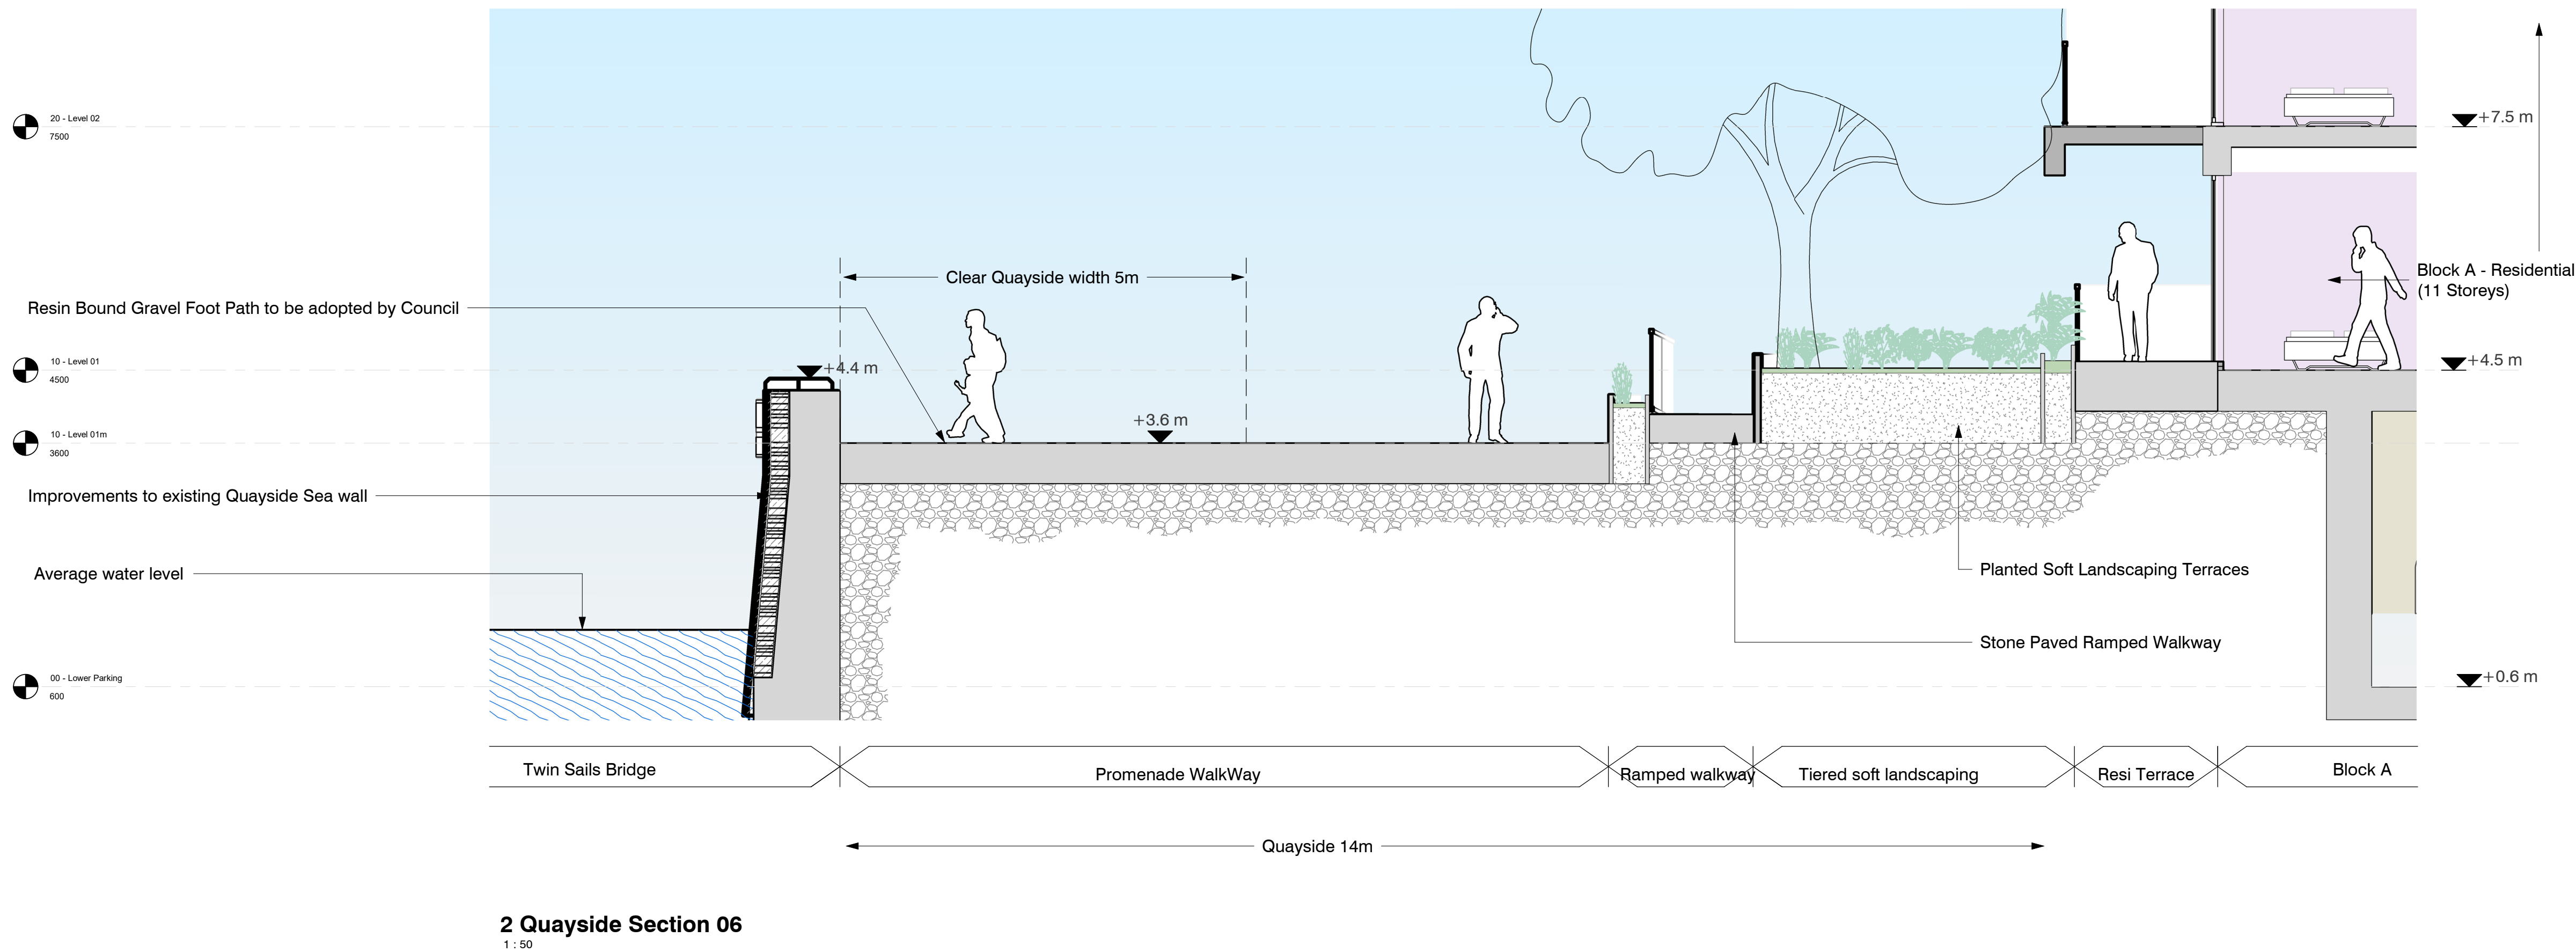 20 - Level 02
7500
+7.5 m
Clear Quayside width 5m
Block A - Residential
(11 Storeys)
Resin Bound Gravel Foot Path to be adopted by Council
10 - Level 01
4500
+4.4 m
+4.5 m
10 - Level 01m
3600
+3.6 m
Improvements to existing Quayside Sea wall
Average water level
Planted Soft Landscaping Terraces
Stone Paved Ramped Walkway
00 - Lower Parking
600
+0.6 m
Twin Sails Bridge
Promenade WalkWay
Ramped walkway
Tiered soft landscaping
Resi Terrace
Block A
Quayside 14m
2 Quayside Section 06
1 : 50